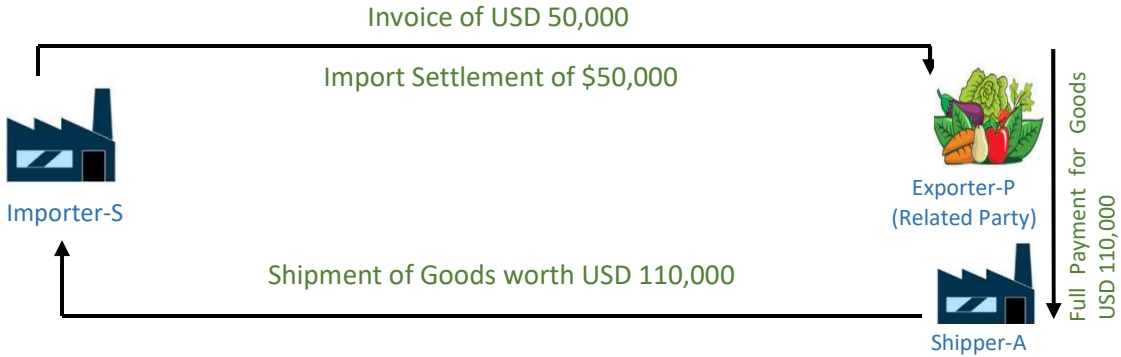 Invoice of USD 50,000
Import Settlement of $50,000
Importer-S
Exporter-P
(Related Party)
Full Payment for Goods
USD 110,000
Shipment of Goods worth USD 110,000
Shipper-A